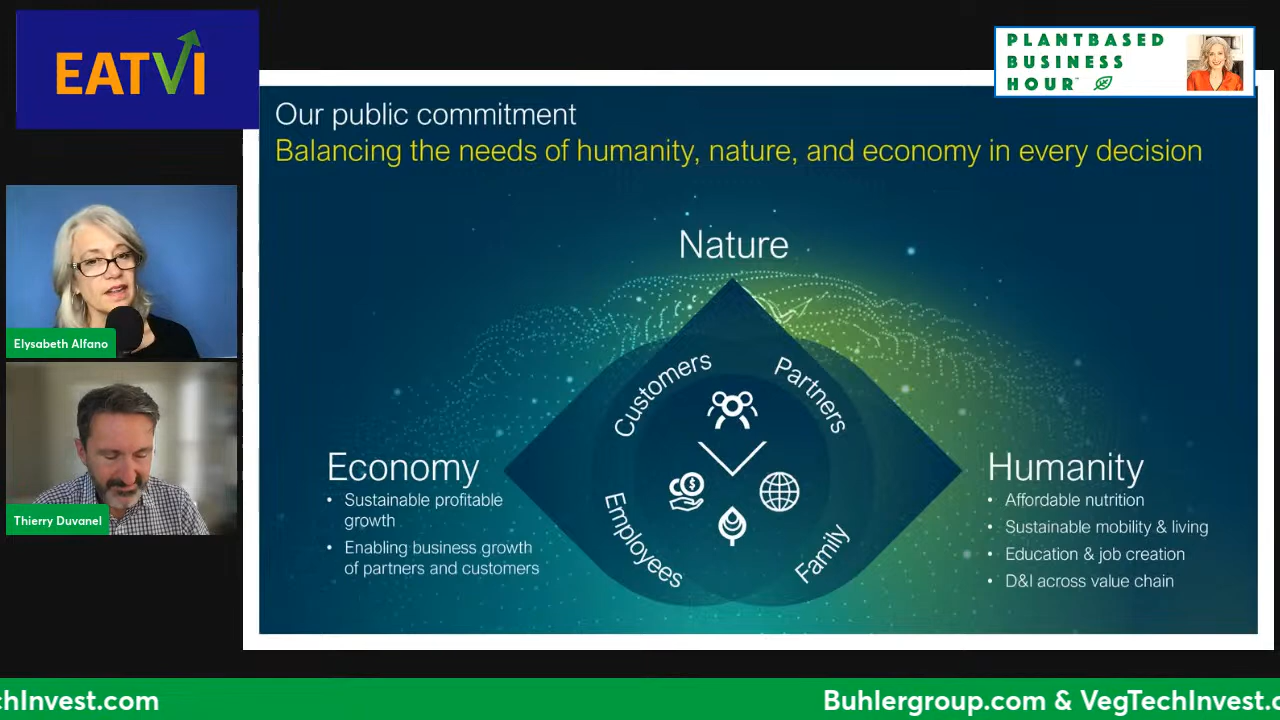 EATVI
PLANTBASED
BUSINESS
HOUR
Our public commitment
Balancing the needs of humanity, nature, and economy in every decision
Elysabeth Alfano
Thierry Duvanel
Nature
Customers
Partners
Employees
Family
$
Economy
• Sustainable profitable
growth
• Enabling business growth
of partners and customers
Humanity
• Affordable nutrition
• Sustainable mobility & living
• Education & job creation
• D&I across value chain
chInvest.com
Buhlergroup.com & VegTechInvest.c